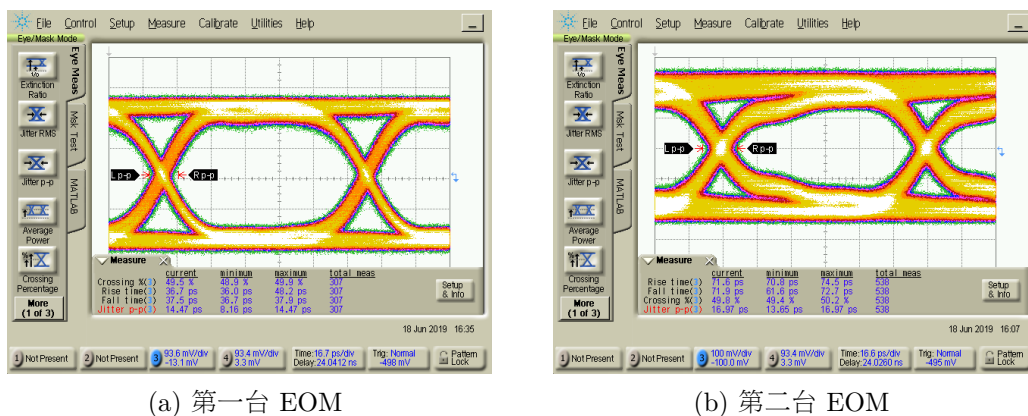 File Control Setup Measure Calibrate Utilities Help
Eye/Mask Mode
Extinction
Ratio
Jitter RMS
Jitter p-p
Average
Power
Crossing
Percentage
More
(1 of 3)
Eye Meas
Msk Test
MATLAB
L p-p R p-p
Measure
current minimum maximum total meas
Crossing %(3) 49.5 % 48.9 % 49.9 % 307
Rise time(3) 36.7 ps 36.0 ps 48.2 ps 307
Fall time(3) 37.5 ps 36.7 ps 37.9 ps 307
Jitter p-p(3) 14.47 ps 8.16 ps 14.47 ps 307
Setup
& Info
18 Jun 2019 16:35
1 Not Present 2 Not Present 3 93.6 mV/div -13.1 mV 4 93.4 mV/div 3.3 mV Time:16.7 ps/div Delay:24.0412 ns Trig: Normal -498 mV Pattern Lock
(a) 第一台 EOM
File Control Setup Measure Calibrate Utilities Help
Eye/Mask Mode
Extinction
Ratio
Jitter RMS
Jitter p-p
Average
Power
Crossing
Percentage
More
(1 of 3)
Eye Meas
Msk Test
MATLAB
L p-p R p-p
Measure
current minimum maximum total meas
Rise time(3) 71.6 ps 70.8 ps 74.5 ps 538
Fall time(3) 71.9 ps 61.6 ps 72.7 ps 538
Crossing %(3) 49.8 % 49.4 % 50.2 % 538
Jitter p-p(3) 16.97 ps 13.65 ps 16.97 ps 538
Setup
& Info
18 Jun 2019 16:07
1 Not Present 2 Not Present 3 100 mV/div -100.0 mV 4 93.4 mV/div 3.3 mV Time:16.6 ps/div Delay:24.0260 ns Trig: Normal -495 mV Pattern Lock
(b) 第二台 EOM